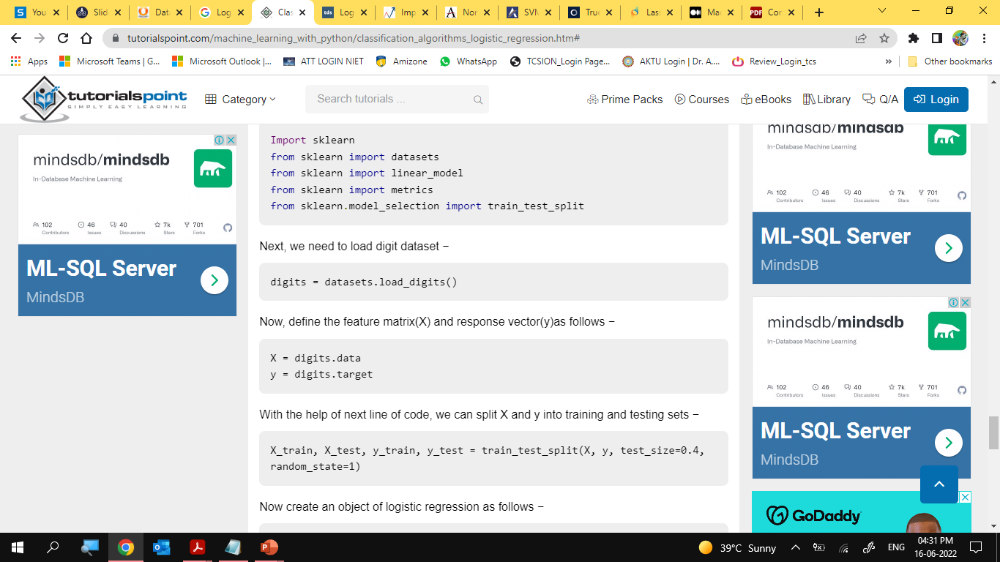 You
Slid
Dat
Log
Clas
tds
Log
Imp
Nor
SVM
True
Lass
Mac
PDF
Cor
tutorialspoint.com/machine_learning_with_python/classification_algorithms_logistic_regression.htm#
Apps
Microsoft Teams | G...
Microsoft Outlook |...
ATT LOGIN NIET
Amizone
WhatsApp
TCSION_Login Page...
AKTU Login | Dr. A....
Review_Login_tcs
»
Other bookmarks
tutorialspoint
SIMPLY EASY LEARNING
Category
Search tutorials ...
Prime Packs
Courses
eBooks
Library
Q/A
Login
mindsdb/mindsdb
In-Database Machine Learning
102 46 40 7k 701
Contributors Issues Discussions Stars Forks
ML-SQL Server
MindsDB
Import sklearn
from sklearn import datasets
from sklearn import linear_model
from sklearn import metrics
from sklearn.model_selection import train_test_split
Next, we need to load digit dataset −
digits = datasets.load_digits()
Now, define the feature matrix(X) and response vector(y)as follows −
X = digits.data
y = digits.target
With the help of next line of code, we can split X and y into training and testing sets −
X_train, X_test, y_train, y_test = train_test_split(X, y, test_size=0.4,
random_state=1)
Now create an object of logistic regression as follows −
mindsdb/mindsdb
In-Database Machine Learning
102 46 40 7k 701
Contributors Issues Discussions Stars Forks
ML-SQL Server
MindsDB
mindsdb/mindsdb
In-Database Machine Learning
102 46 40 7k 701
Contributors Issues Discussions Stars Forks
ML-SQL Server
MindsDB
GoDaddy
39°C Sunny
ENG
04:31 PM
16-06-2022